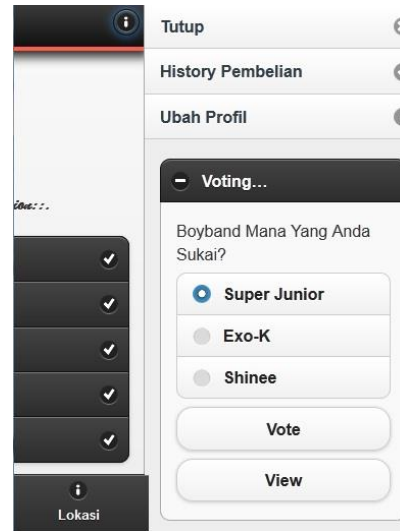 Tutup
History Pembelian
Ubah Profil
Voting...
Boyband Mana Yang Anda
Sukai?
Super Junior
Exo-K
Shinee
Vote
View
Lokasi